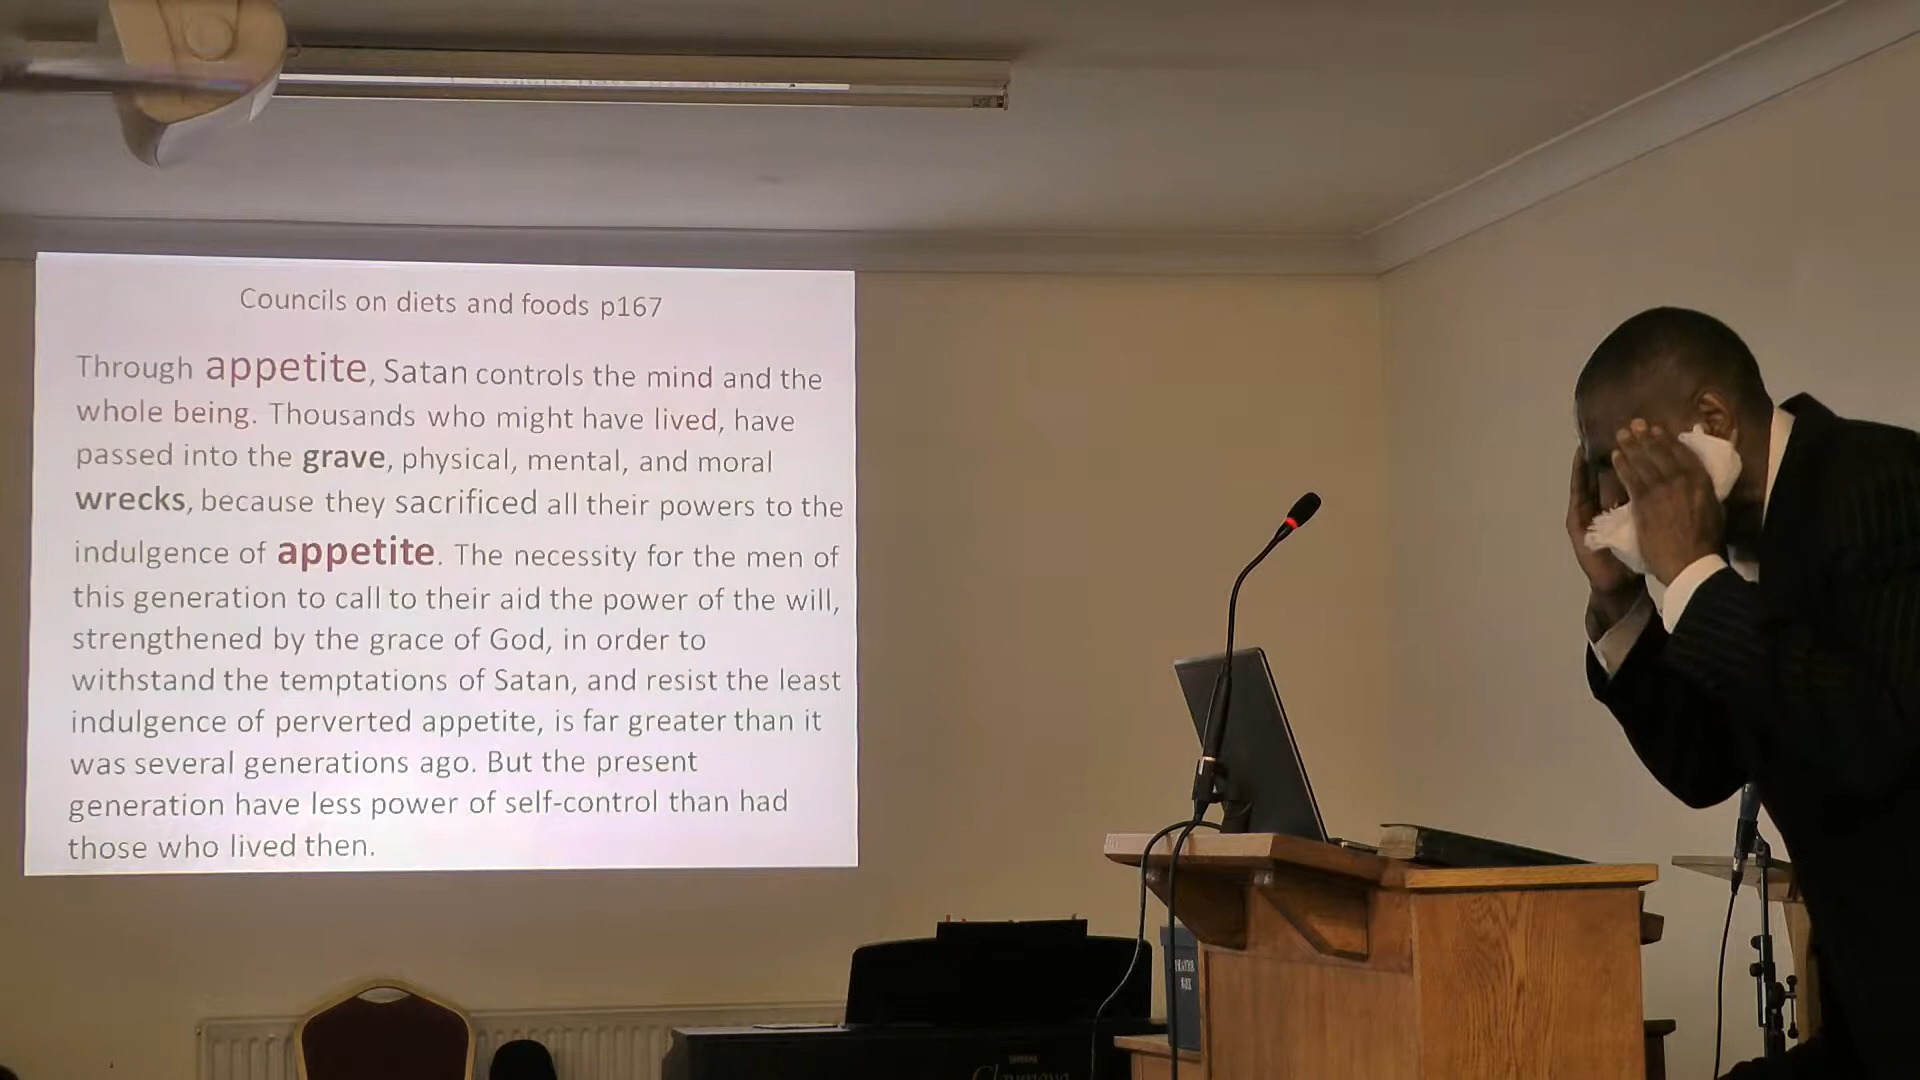 Councils on diets and foods p167
Through appetite, Satan controls the mind and the
whole being. Thousands who might have lived, have
passed into the grave, physical, mental, and moral
wrecks, because they sacrificed all their powers to the
indulgence of appetite. The necessity for the men of
this generation to call to their aid the power of the will,
strengthened by the grace of God, in order to
withstand the temptations of Satan, and resist the least
indulgence of perverted appetite, is far greater than it
was several generations ago. But the present
generation have less power of self-control than had
those who lived then.
PRAYER
BOX
YAMAHA
Clavinova